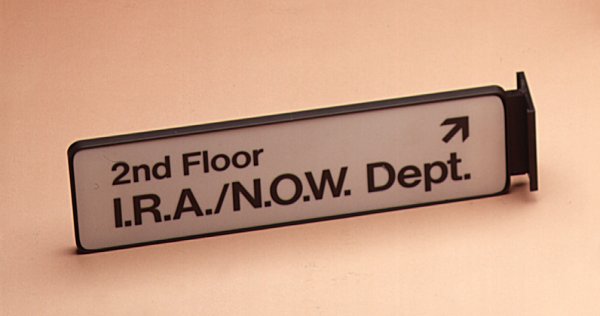 2nd Floor
I.R.A./N.O.W. Dept.